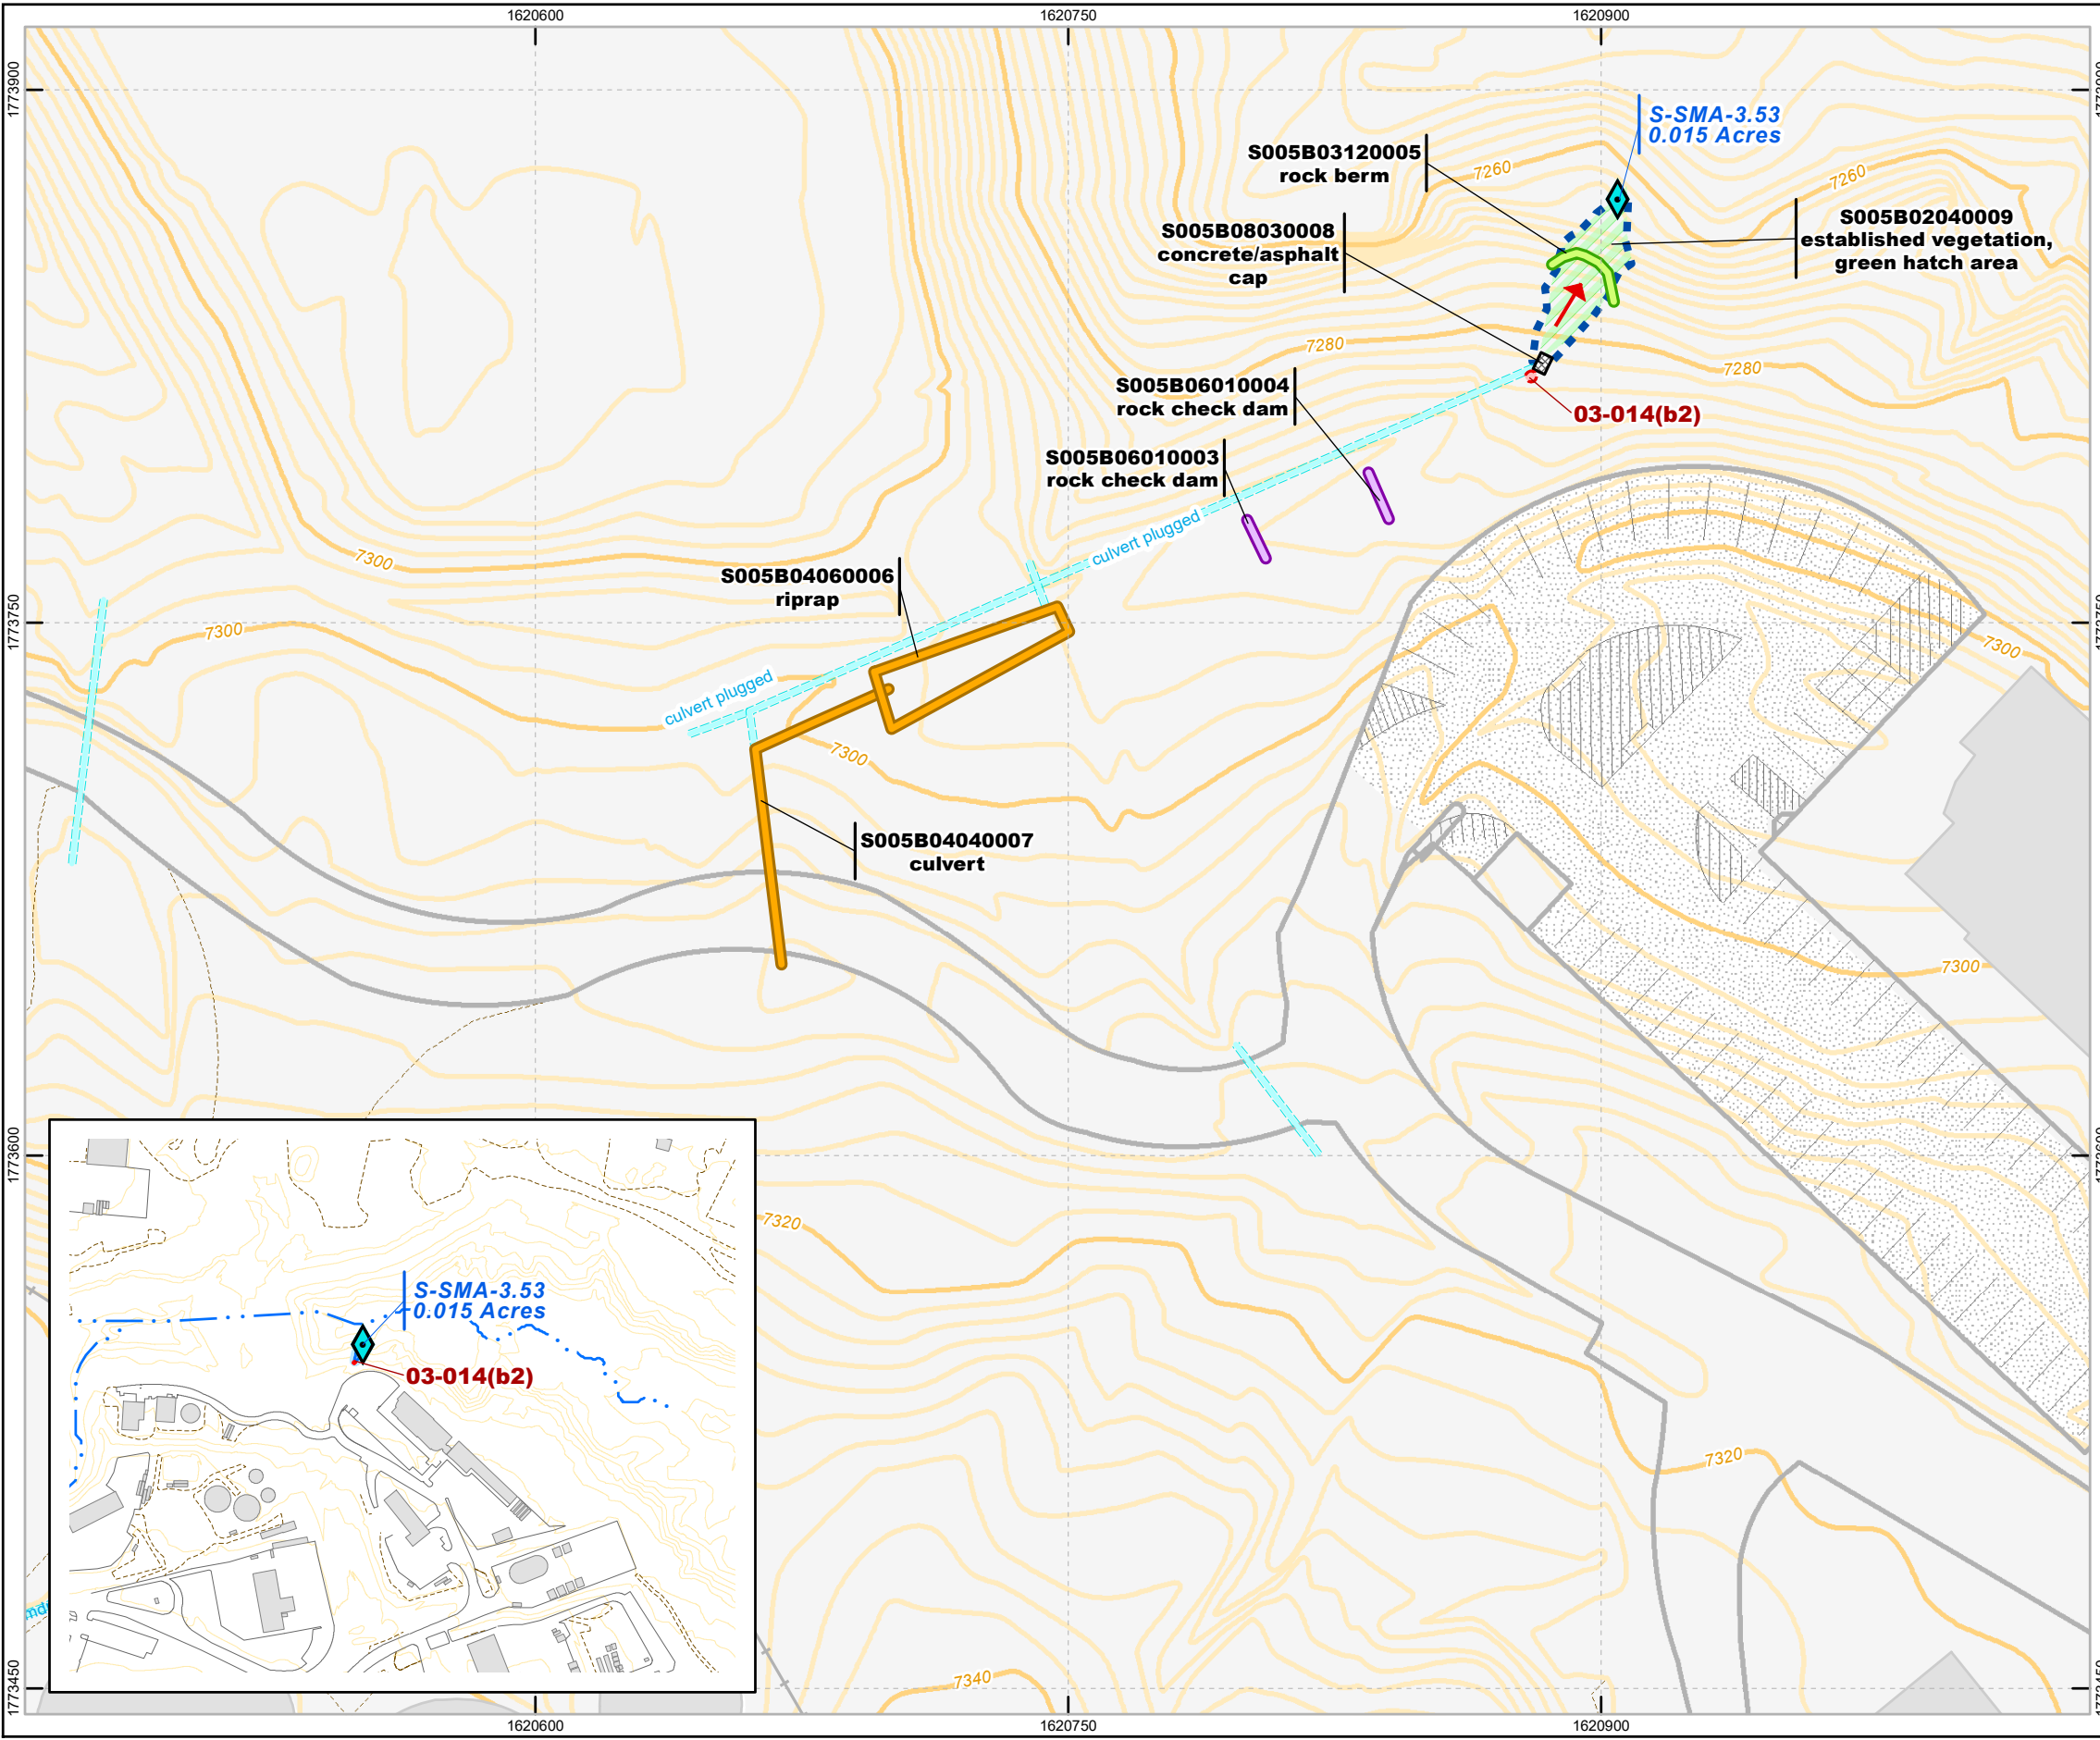 1620600
1620750
1620900
1773900
S-SMA-3.53
0.015 Acres
S005B03120005
rock berm
7260
7260
S005B02040009
established vegetation,
green hatch area
S005B08030008
concrete/asphalt
cap
7280
7280
S005B06010004
rock check dam
03-014(b2)
S005B06010003
rock check dam
culvert plugged
7300
S005B04060006
riprap
1773750
7300
7300
culvert plugged
7300
S005B04040007
culvert
7300
1773600
7320
S-SMA-3.53
0.015 Acres
03-014(b2)
7320
7340
1773450
1620600
1620750
1620900